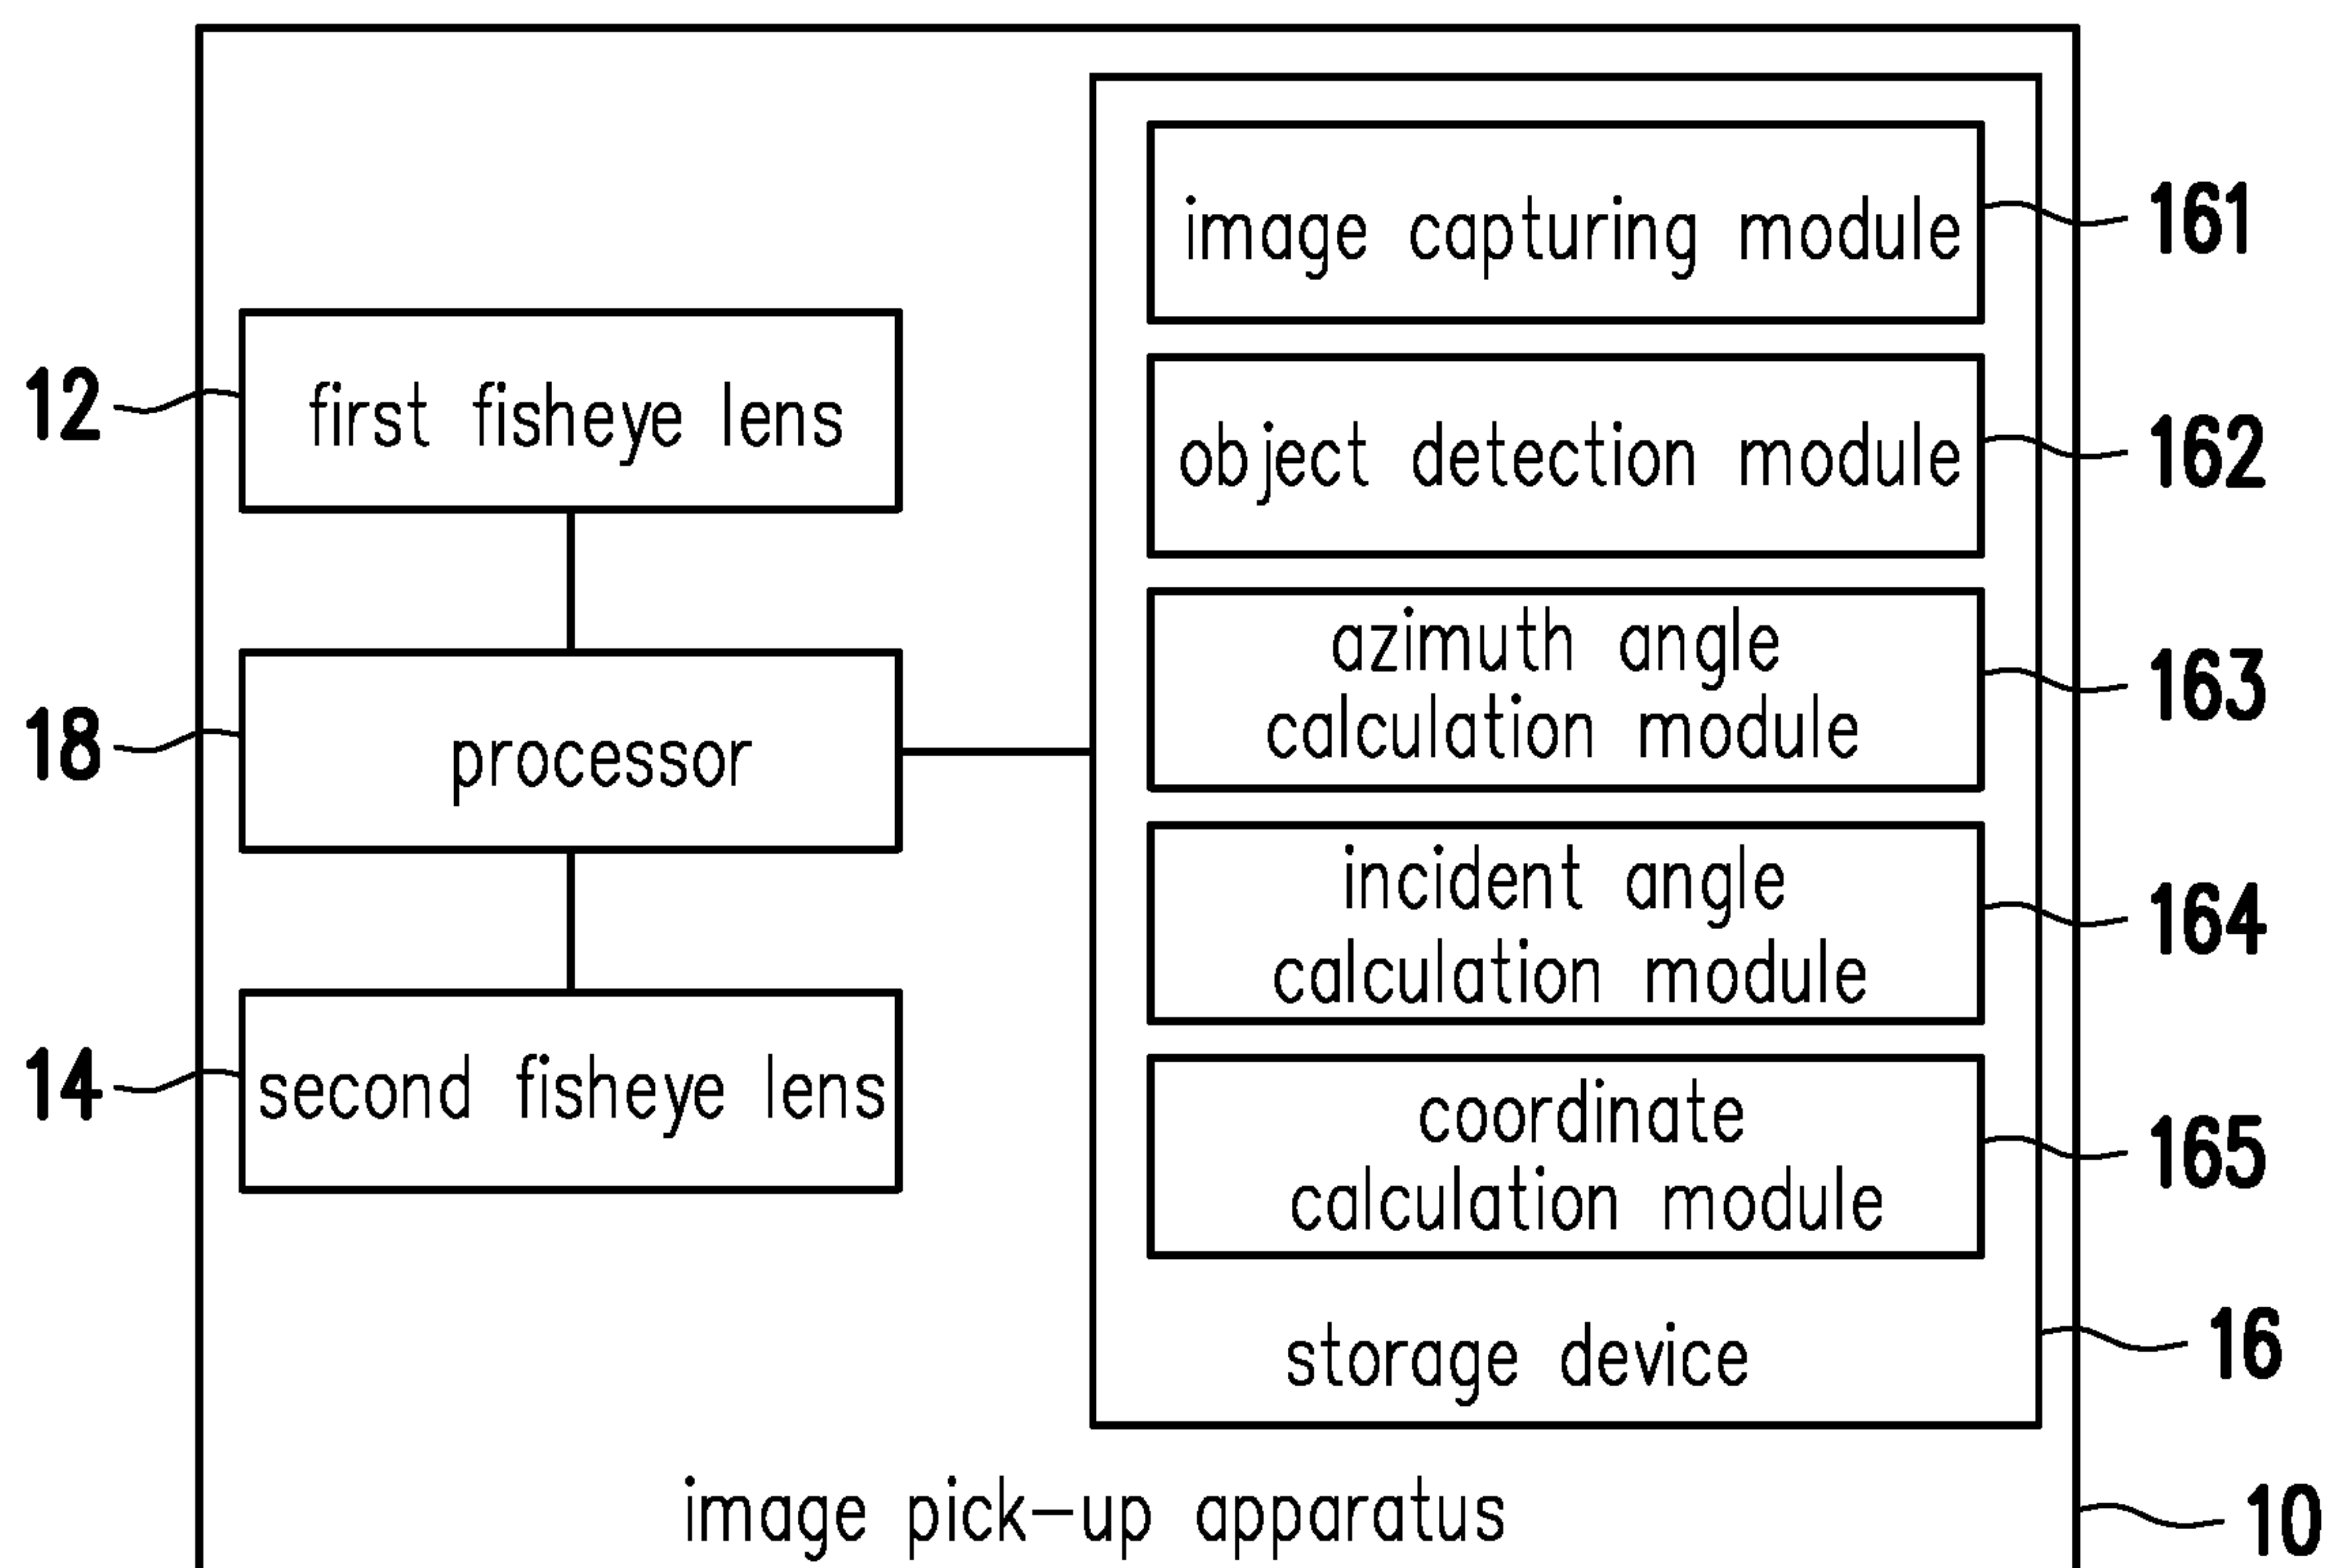 12
first fisheye lens
18
processor
14
second fisheye lens
image capturing module
161
object detection module
162
azimuth angle
calculation module
163
incident angle
calculation module
164
coordinate
calculation module
165
storage device
16
image pick-up apparatus
10